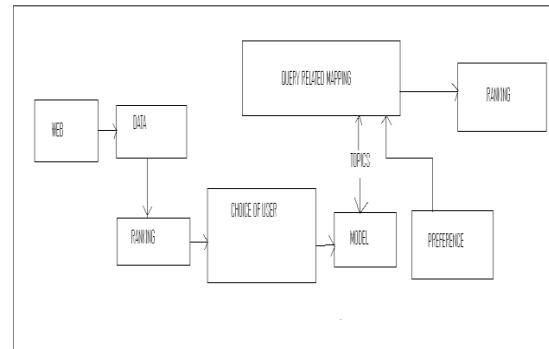 QUERY RELATED MAPPING
RANKING
WEB
DATA
TOPICS
RANKING
CHOICE OF USER
MODEL
PREFERENCE